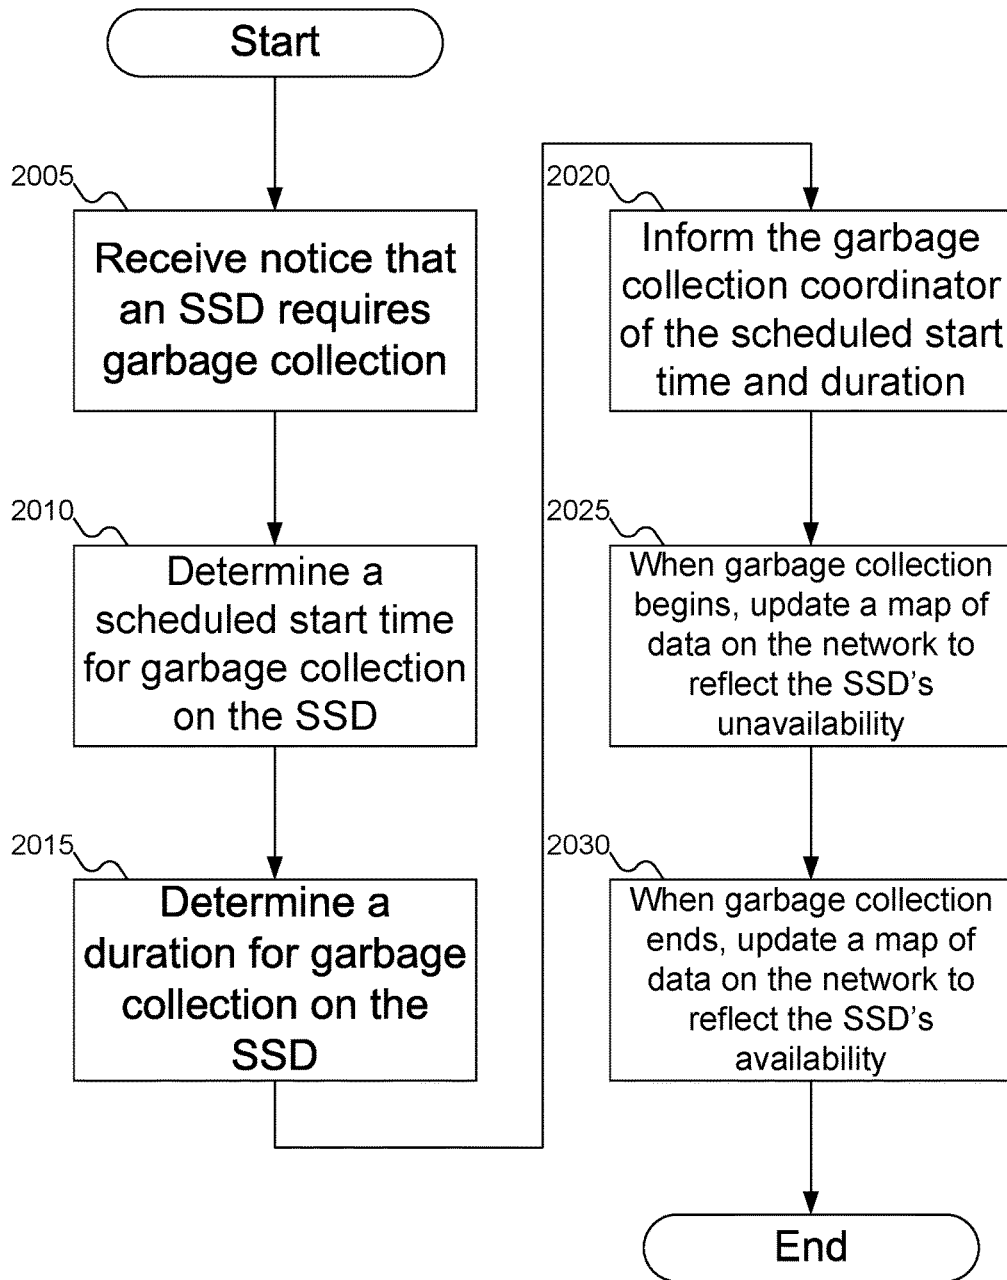 Start
2005
Receive notice that
an SSD requires
garbage collection
2010
Determine a
scheduled start time
for garbage collection
on the SSD
2015
Determine a
duration for garbage
collection on the
SSD
2020
Inform the garbage
collection coordinator
of the scheduled start
time and duration
2025
When garbage collection
begins, update a map of
data on the network to
reflect the SSD’s
unavailability
2030
When garbage collection
ends, update a map of
data on the network to
reflect the SSD’s
availability
End